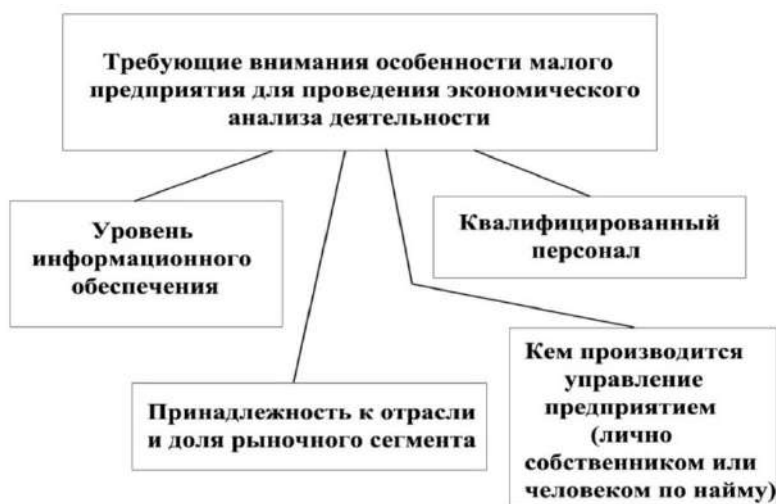 Требующие внимания особенности малого
предприятия для проведения экономического
анализа деятельности
Уровень
информационного
обеспечения
Квалифицированный
персонал
Принадлежность к отрасли
и доля рыночного сегмента
Кем производится
управление
предприятием
(лично
собственником или
человеком по найму)